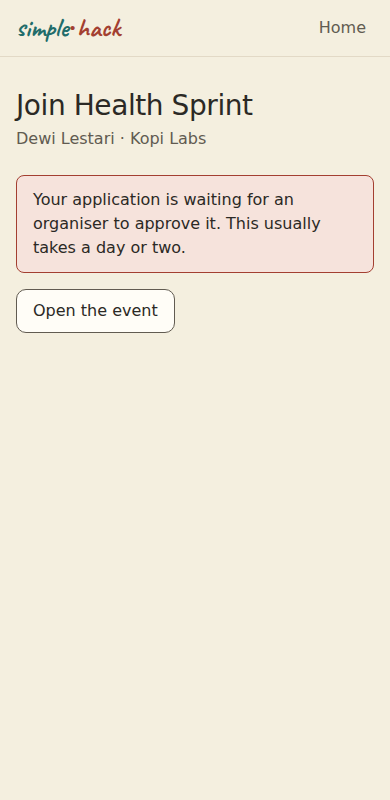 simple·hack
Home
Join Health Sprint
Dewi Lestari · Kopi Labs
Your application is waiting for an
organiser to approve it. This usually
takes a day or two.
Open the event